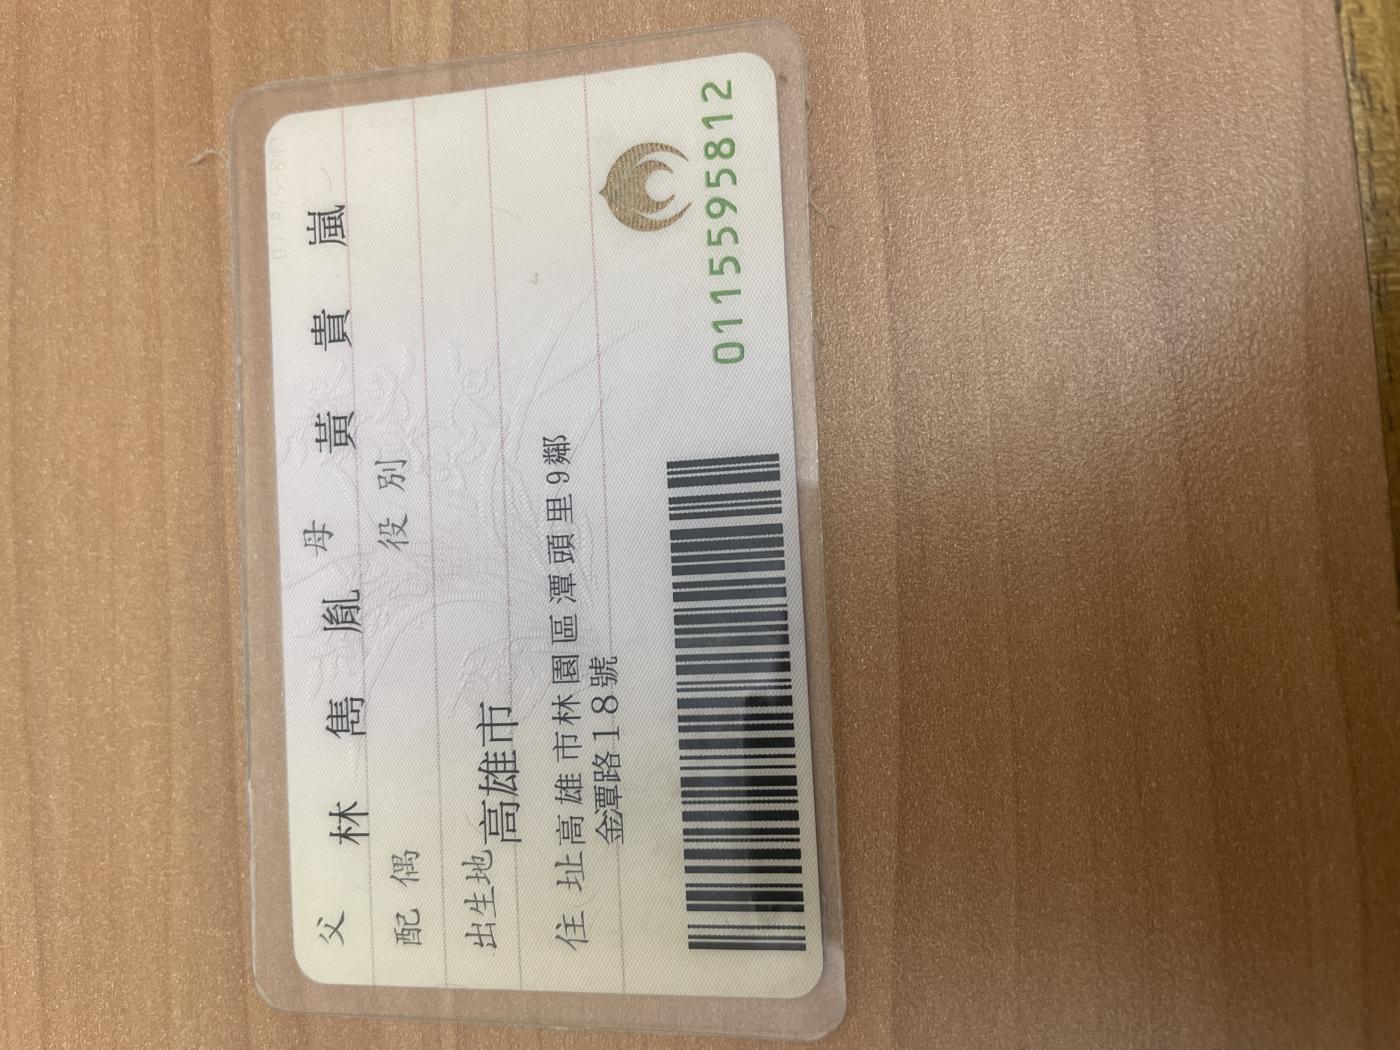 父 林雋胤 母 黃貴嵐
配偶 役別
出生地 高雄市
住址 高雄市林園區潭頭里9鄰
金潭路18號
0115595812